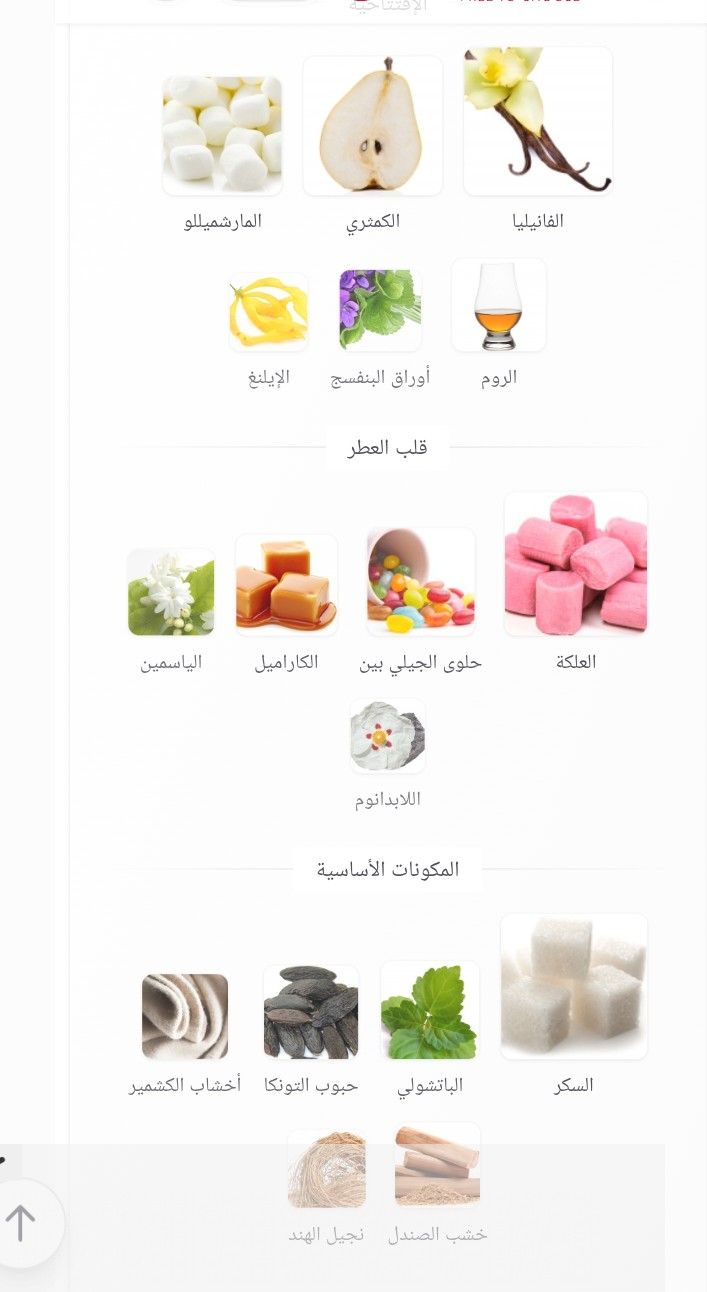 الإفتتاحية
الفانيليا
الكمثري
المارشميللو
الروم
أوراق البنفسج
الإيلنغ
قلب العطر
العلكة
حلوى الجيلي بين
الكاراميل
الياسمين
اللابدانوم
المكونات الأساسية
السكر
الباتشولي
حبوب التونكا
أخشاب الكشمير
خشب الصندل
نجيل الهند